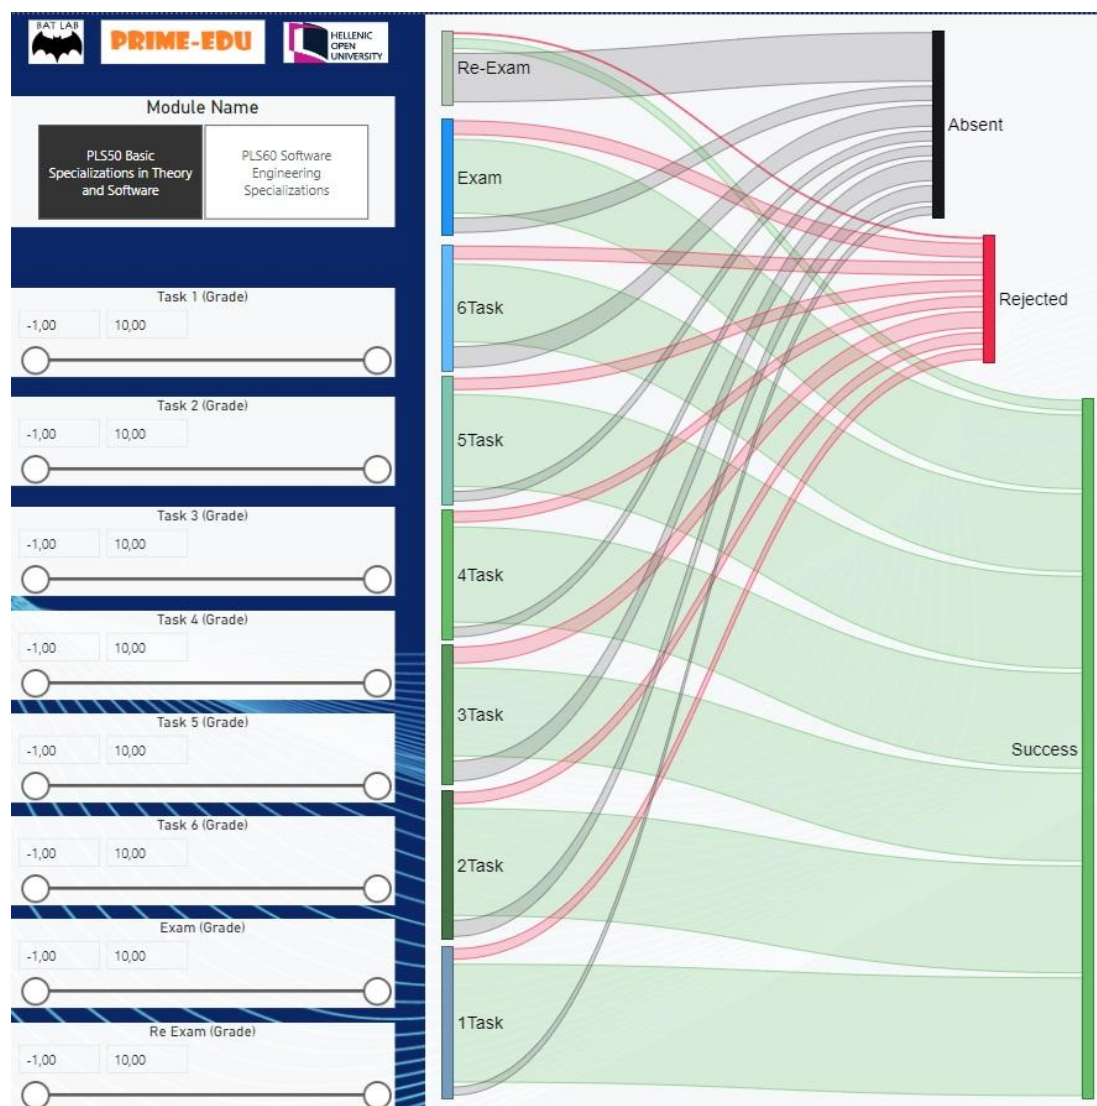 BAT LAB
PRIME-EDU
HELLENIC
OPEN
UNIVERSITY
Module Name
PLS50 Basic
Specializations in Theory
and Software
PLS60 Software
Engineering
Specializations
Task 1 (Grade)
-1,00
10,00
Task 2 (Grade)
-1,00
10,00
Task 3 (Grade)
-1,00
10,00
Task 4 (Grade)
-1,00
10,00
Task 5 (Grade)
-1,00
10,00
Task 6 (Grade)
-1,00
10,00
Exam (Grade)
-1,00
10,00
Re Exam (Grade)
-1,00
10,00
Re-Exam
Exam
6Task
5Task
4Task
3Task
2Task
1Task
Absent
Rejected
Success